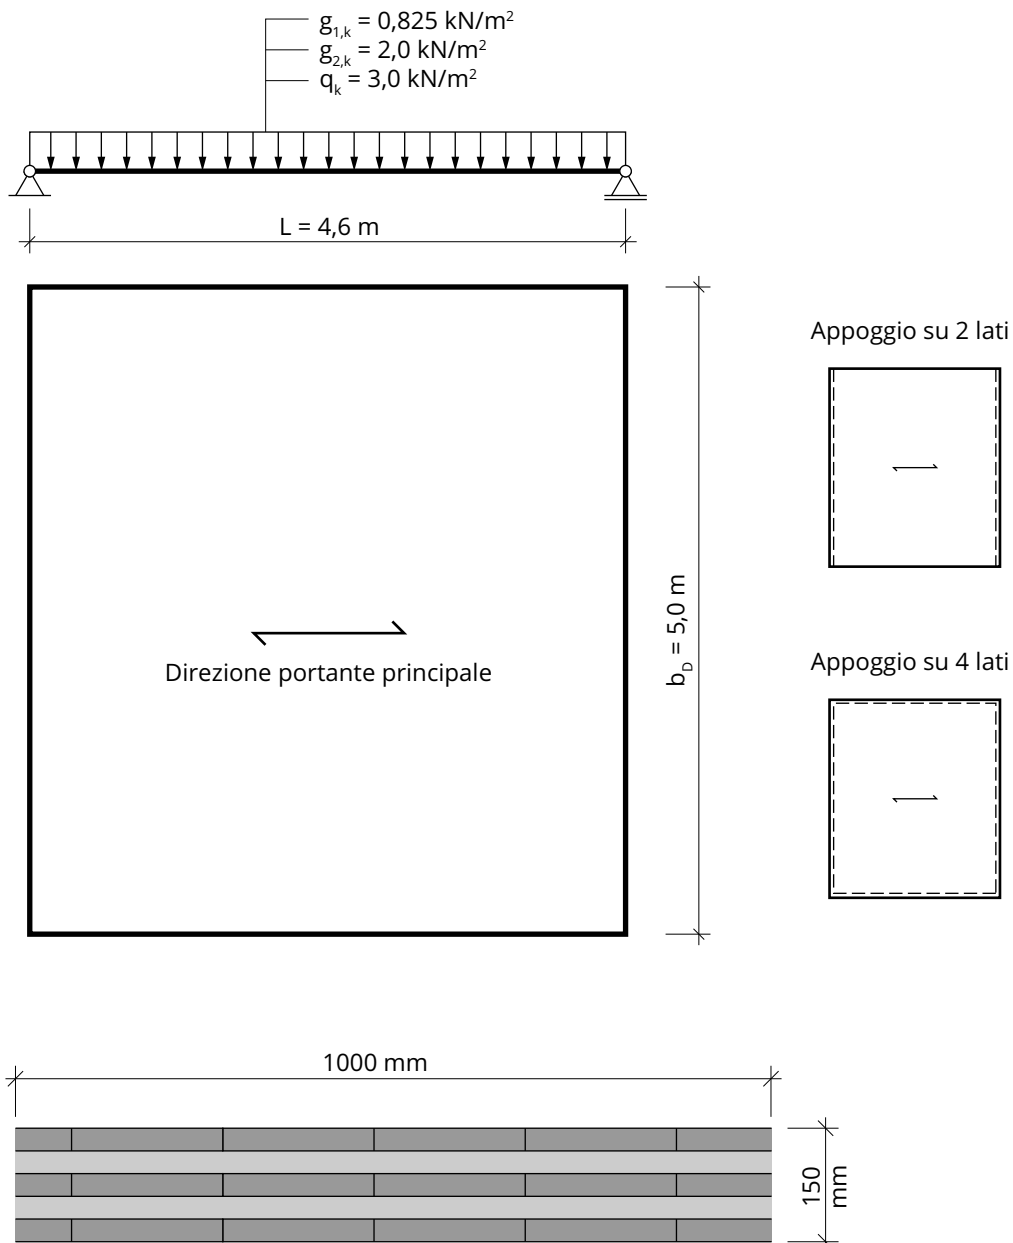 g1,k = 0,825 kN/m²
g2,k = 2,0 kN/m²
qk = 3,0 kN/m²
L = 4,6 m
Appoggio su 2 lati
bD = 5,0 m
Direzione portante principale
Appoggio su 4 lati
1000 mm
150
mm